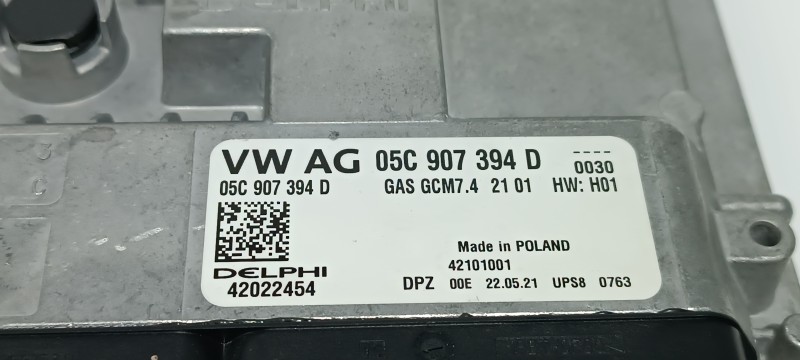 VW AG 05C 907 394 D ----
0030
05C 907 394 D GAS GCM7.4 21 01 HW: H01
Made in POLAND
DELPHI 42101001
42022454 DPZ 00E 22.05.21 UPS8 0763